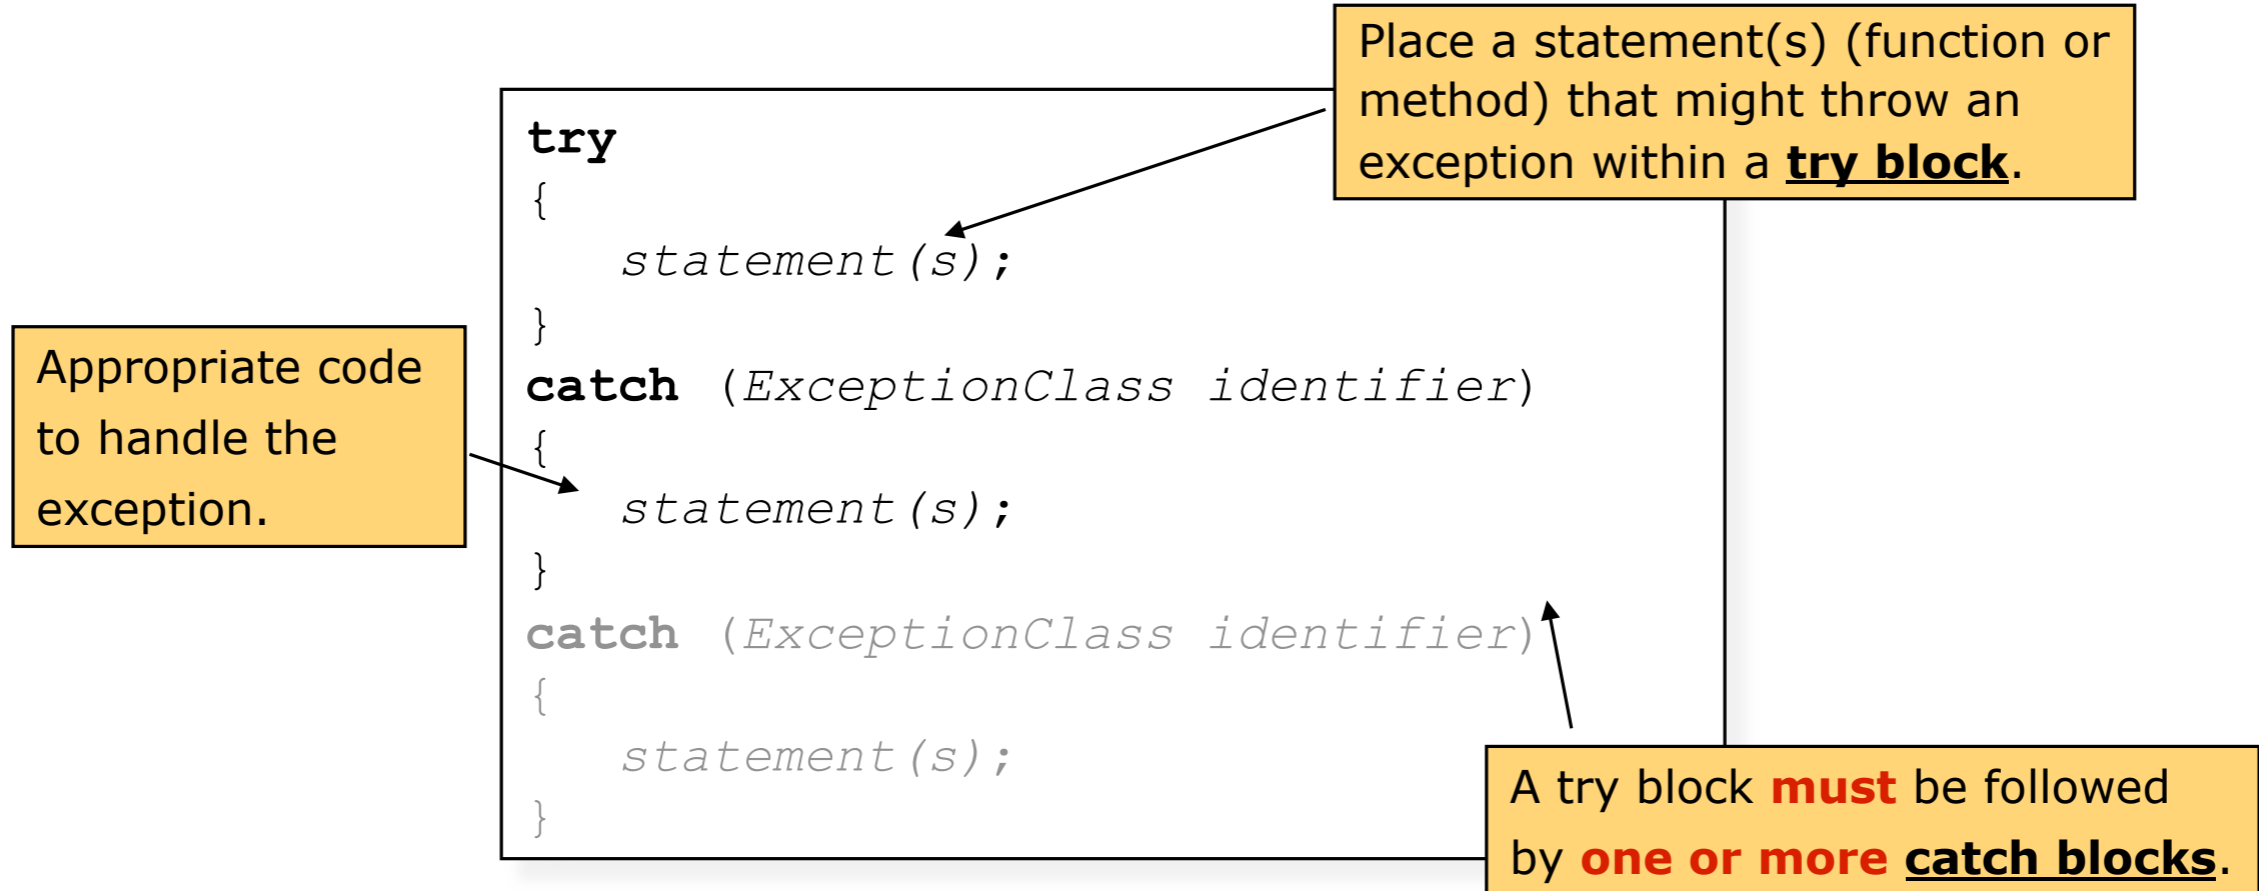 Place a statement(s) (function or
method) that might throw an
exception within a try block.
try
{
statement(s);
}
catch (ExceptionClass identifier)
{
statement(s);
}
catch (ExceptionClass identifier)
{
statement(s);
}
Appropriate code
to handle the
exception.
A try block must be followed
by one or more catch blocks.